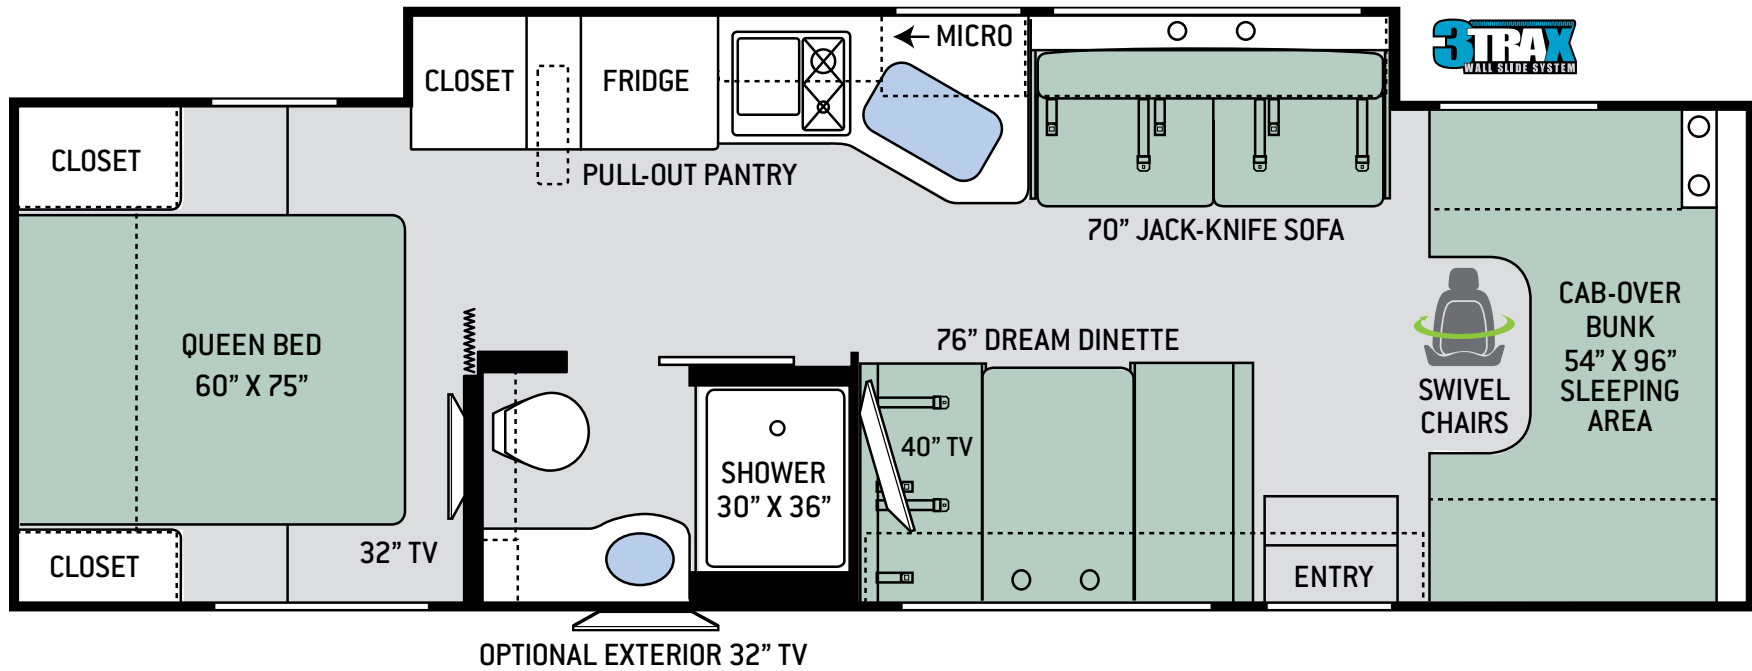 MICRO
3TRAX
WALL SLIDE SYSTEM
CLOSET
FRIDGE
CLOSET
PULL-OUT PANTRY
70” JACK-KNIFE SOFA
QUEEN BED
60” X 75”
76” DREAM DINETTE
SWIVEL
CHAIRS
CAB-OVER
BUNK
54” X 96”
SLEEPING
AREA
40” TV
SHOWER
30” X 36”
32” TV
CLOSET
ENTRY
OPTIONAL EXTERIOR 32” TV